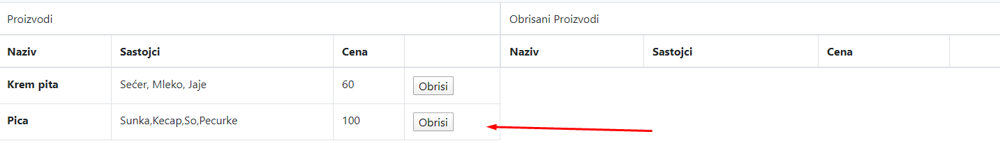 Proizvodi
Naziv Sastojci Cena
Krem pita Sećer, Mleko, Jaje 60 Obrisi
Pica Sunka,Kecap,So,Pecurke 100 Obrisi
Obrisani Proizvodi
Naziv Sastojci Cena